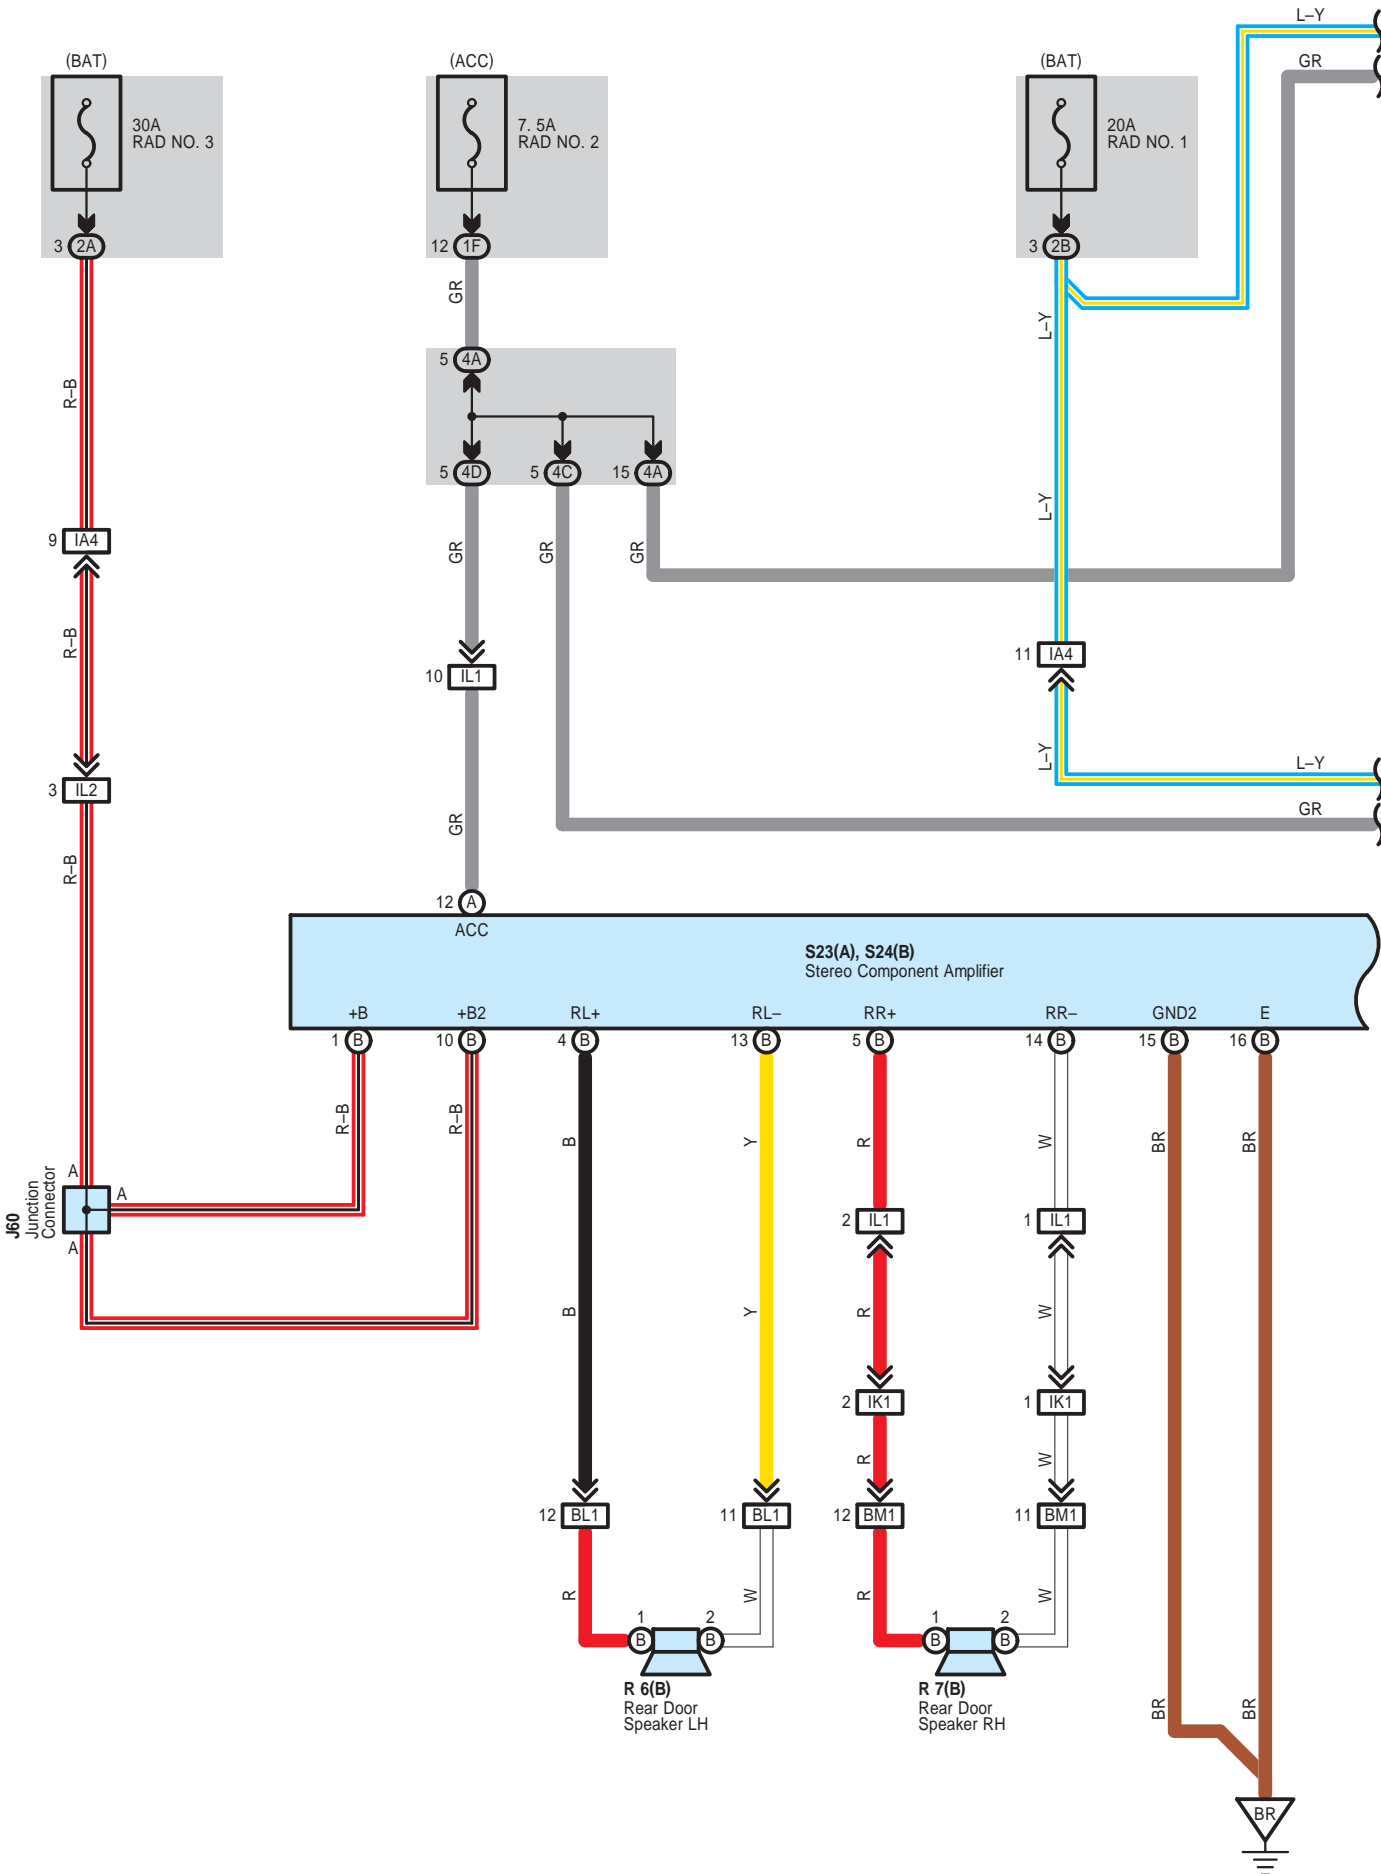 L–Y
(BAT)
(ACC)
(BAT)
GR
30A
RAD NO. 3
7. 5A
RAD NO. 2
20A
RAD NO. 1
3 2A
12 1F
3 2B
GR
L–Y
5 4A
R–B
5 4D
5 4C
15 4A
L–Y
9 IA4
GR
GR
GR
R–B
11 IA4
10 IL1
L–Y
L–Y
3 IL2
GR
GR
R–B
12 A
ACC
S23(A), S24(B)
Stereo Component Amplifier
+B
+B2
RL+
RL–
RR+
RR–
GND2
E
1 B
10 B
4 B
13 B
5 B
14 B
15 B
16 B
R–B
R–B
B
Y
R
W
BR
BR
A
A
J60
Junction
Connector
A
2 IL1
1 IL1
B
Y
R
W
2 IK1
1 IK1
R
W
12 BL1
11 BL1
12 BM1
11 BM1
R
W
R
W
1
2
1
2
B
B
B
B
R 6(B)
Rear Door
Speaker LH
R 7(B)
Rear Door
Speaker RH
BR
BR
BR